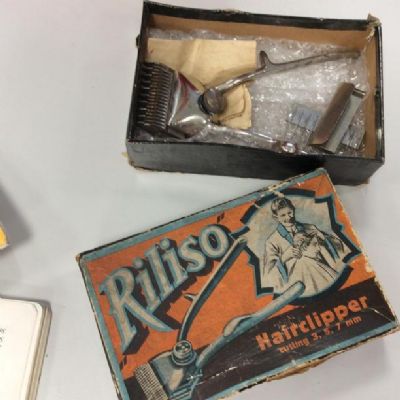 Riliso
Hairclipper
cutting 3, 5, 7 mm